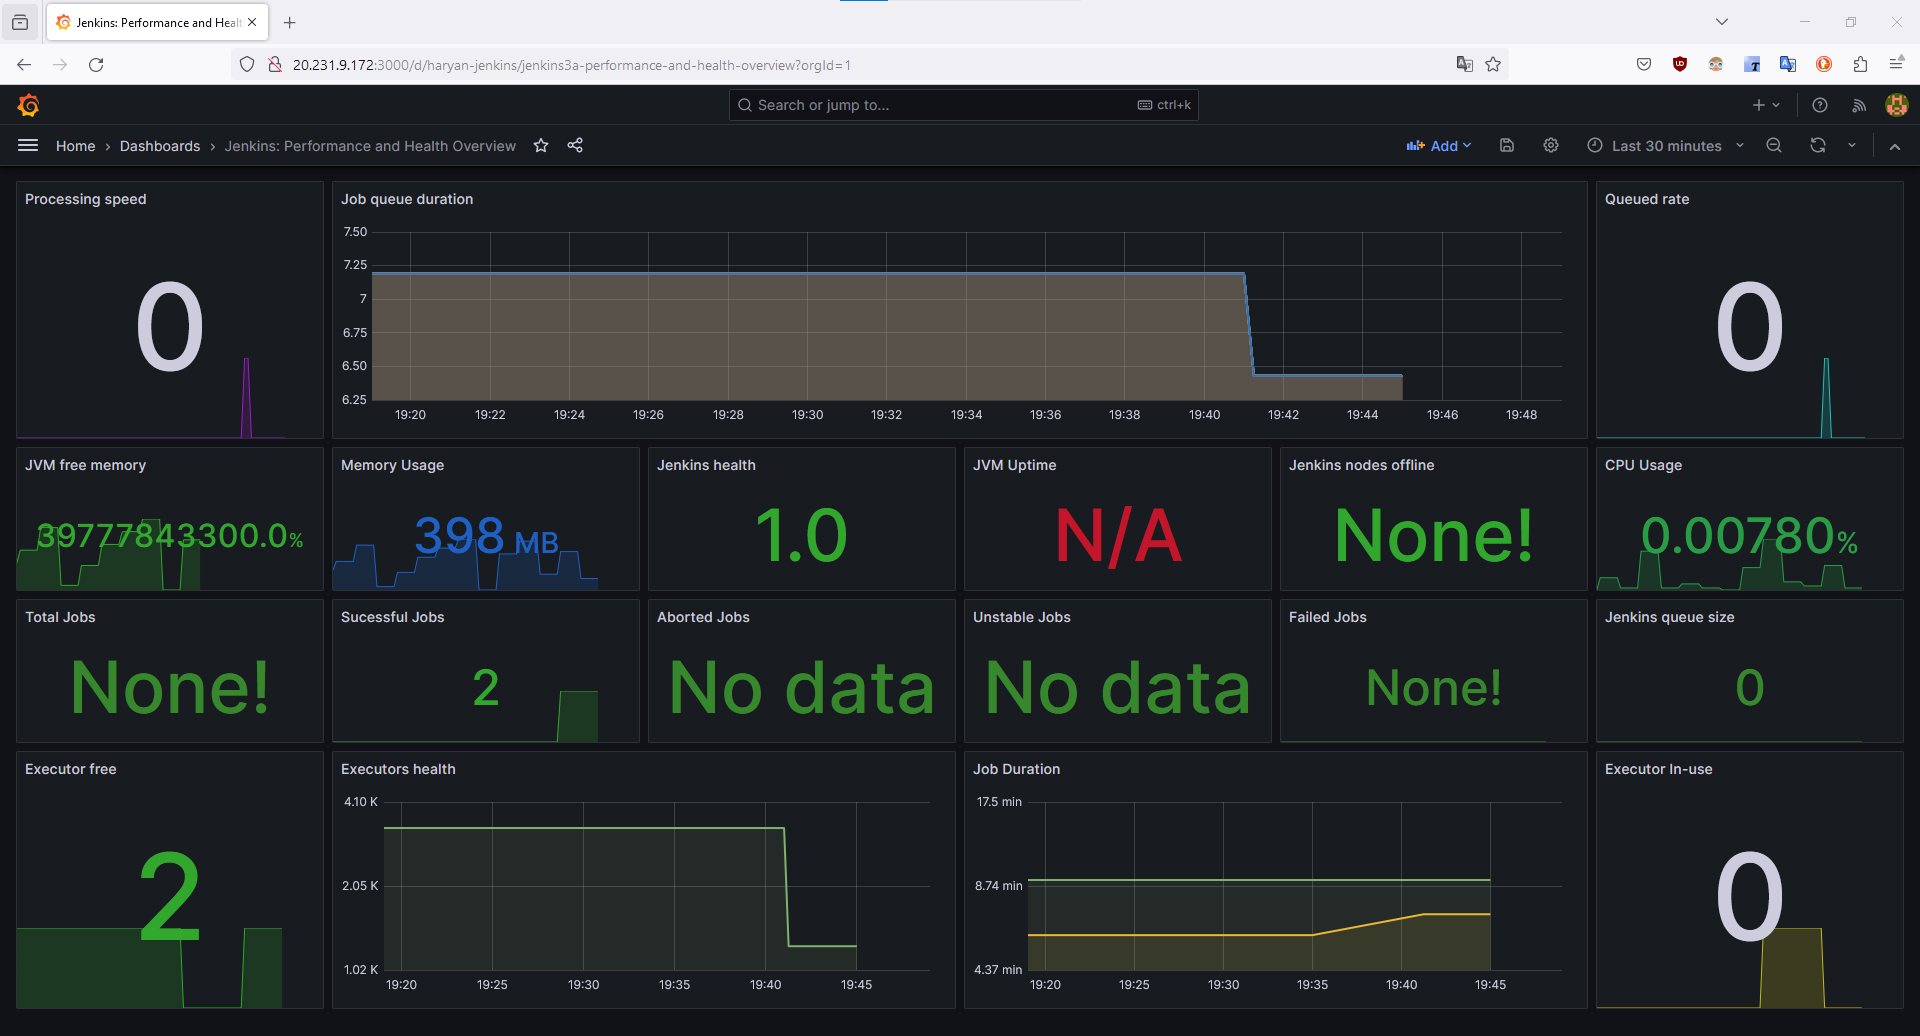 Jenkins: Performance and Healt
20.231.9.172:3000/d/haryan-jenkins/jenkins3a-performance-and-health-overview?orgId=1
Search or jump to... ctrl+k
Home › Dashboards › Jenkins: Performance and Health Overview
Add
Last 30 minutes
Processing speed
0
Job queue duration
7.50
7.25
7
6.75
6.50
6.25
19:20 19:22 19:24 19:26 19:28 19:30 19:32 19:34 19:36 19:38 19:40 19:42 19:44 19:46 19:48
Queued rate
0
JVM free memory
39777843300.0%
Memory Usage
398 MB
Jenkins health
1.0
JVM Uptime
N/A
Jenkins nodes offline
None!
CPU Usage
0.00780%
Total Jobs
None!
Sucessful Jobs
2
Aborted Jobs
No data
Unstable Jobs
No data
Failed Jobs
None!
Jenkins queue size
0
Executor free
2
Executors health
4.10 K
2.05 K
1.02 K
19:20 19:25 19:30 19:35 19:40 19:45
Job Duration
17.5 min
8.74 min
4.37 min
19:20 19:25 19:30 19:35 19:40 19:45
Executor In-use
0